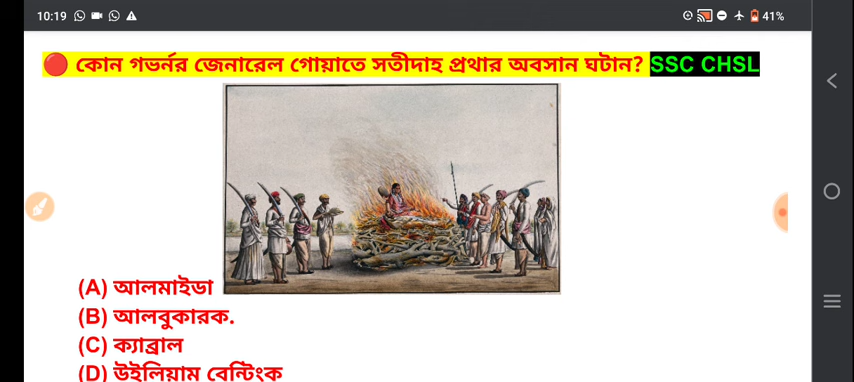 10:19 41%
🔴 কোন গভর্নর জেনারেল গোয়াতে সতীদাহ প্রথার অবসান ঘটান? SSC CHSL
(A) আলমাইডা
(B) আলবুকারক.
(C) ক্যাব্রাল
(D) উইলিয়াম বেন্টিংক